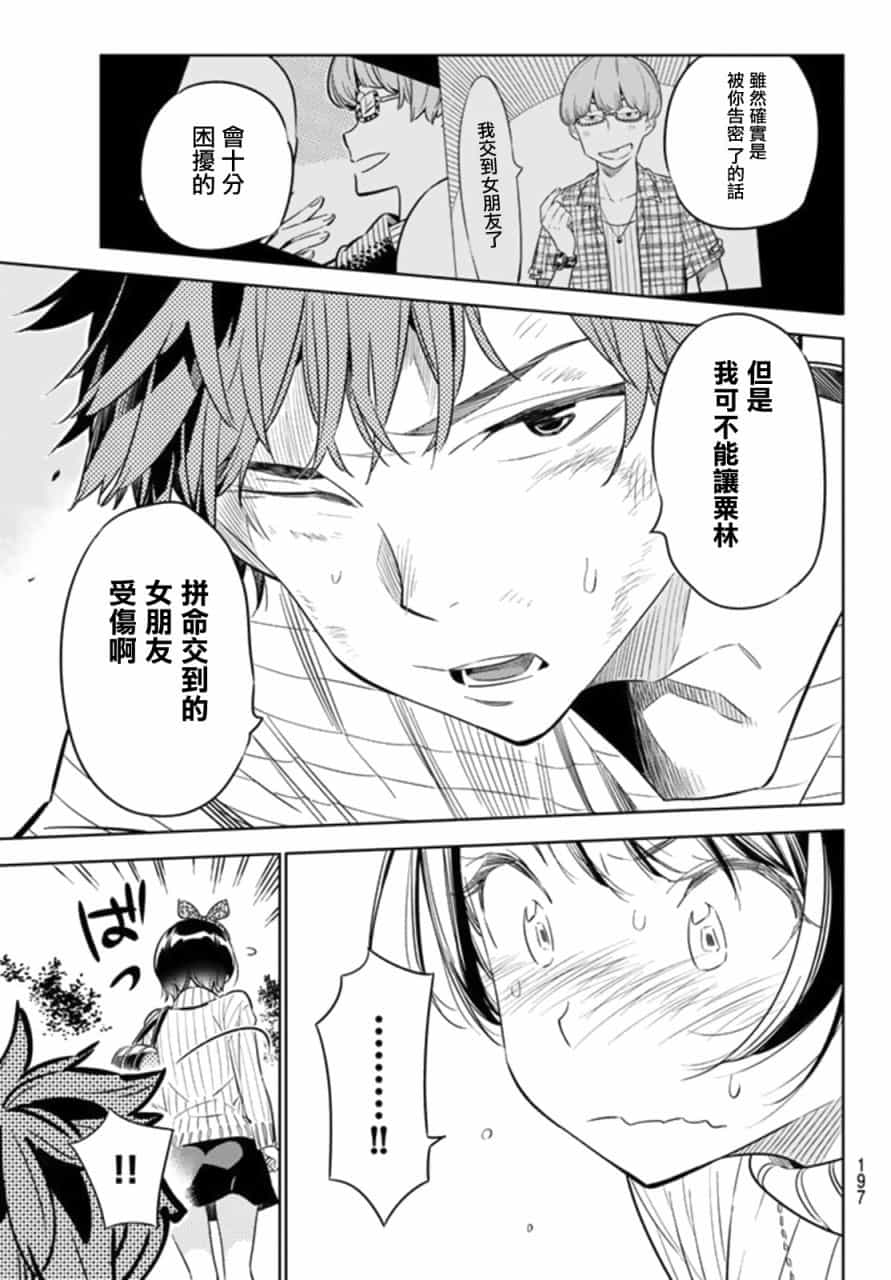 雖然確實是
被你告密了的話
我交到女朋友了
會十分
困擾的
但是
我可不能讓粟林
拼命交到的
女朋友
受傷啊
………!!
ばっ
!!
197